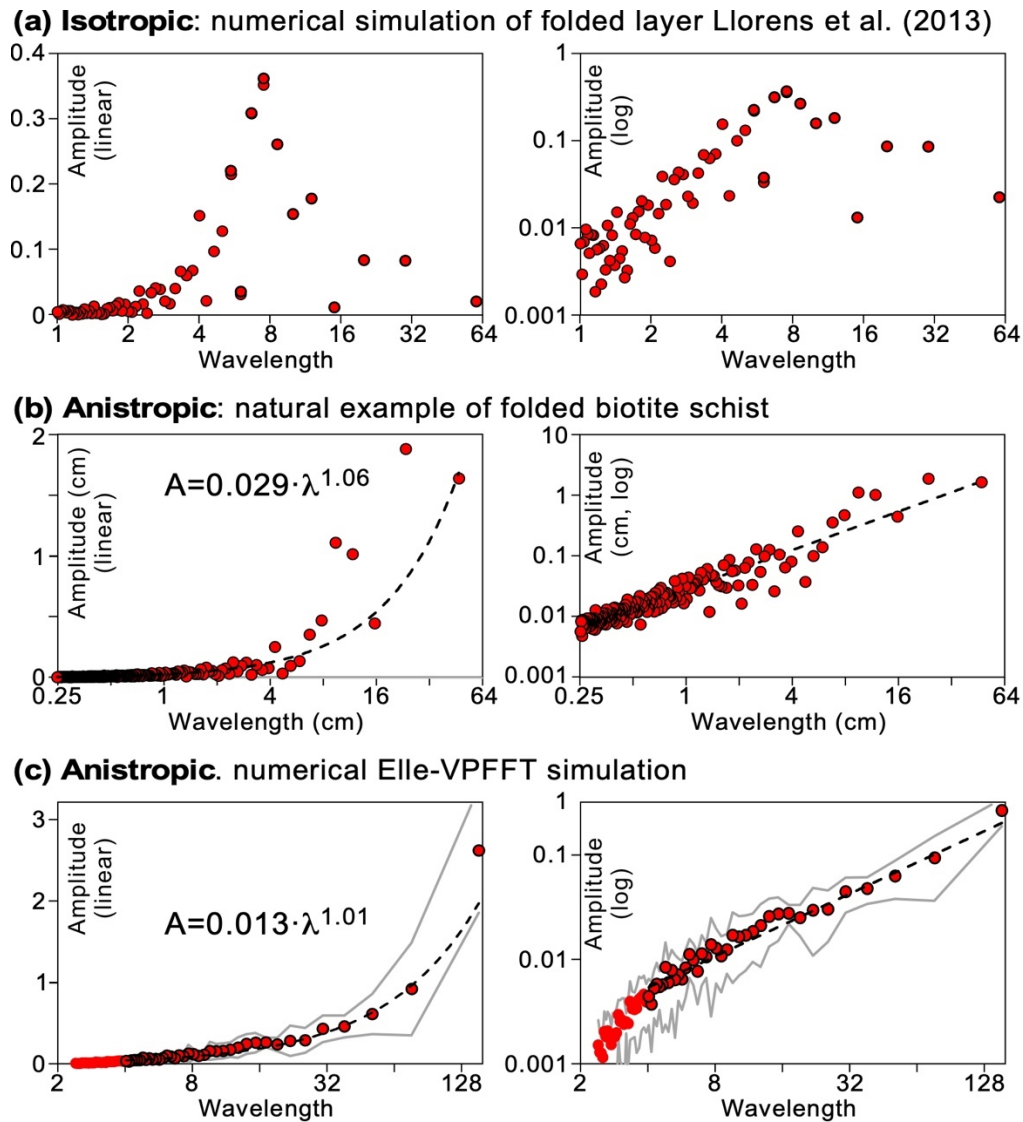 (a) Isotropic: numerical simulation of folded layer Llorens et al. (2013)
Amplitude
(linear)
0.4
0.3
0.2
0.1
0
1 2 4 8 16 32 64
Wavelength
Amplitude
(log)
1
0.1
0.01
0.001
1 2 4 8 16 32 64
Wavelength
(b) Anistropic: natural example of folded biotite schist
Amplitude (cm)
(linear)
2
1
0
A=0.029·λ1.06
0.25 1 4 16 64
Wavelength (cm)
Amplitude
(cm, log)
10
1
0.1
0.01
0.001
0.25 1 4 16 64
Wavelength (cm)
(c) Anistropic. numerical Elle-VPFFT simulation
Amplitude
(linear)
3
2
1
0
A=0.013·λ1.01
2 8 32 128
Wavelength
Amplitude
(log)
1
0.1
0.01
0.001
2 8 32 128
Wavelength